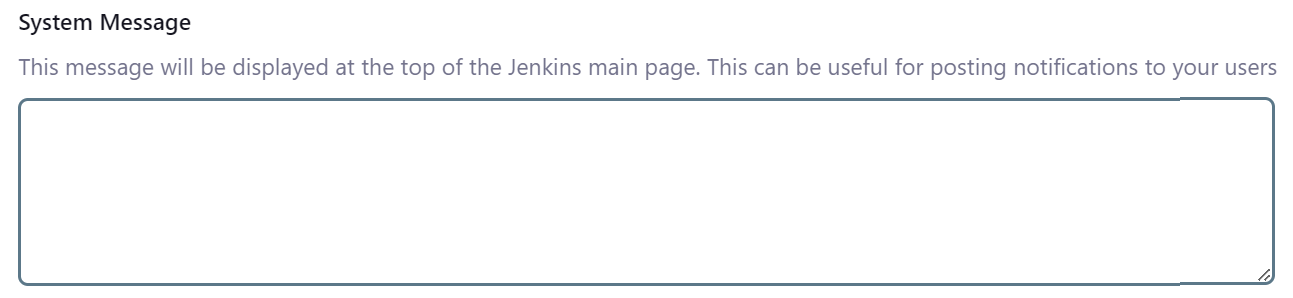 System Message
This message will be displayed at the top of the Jenkins main page. This can be useful for posting notifications to your users